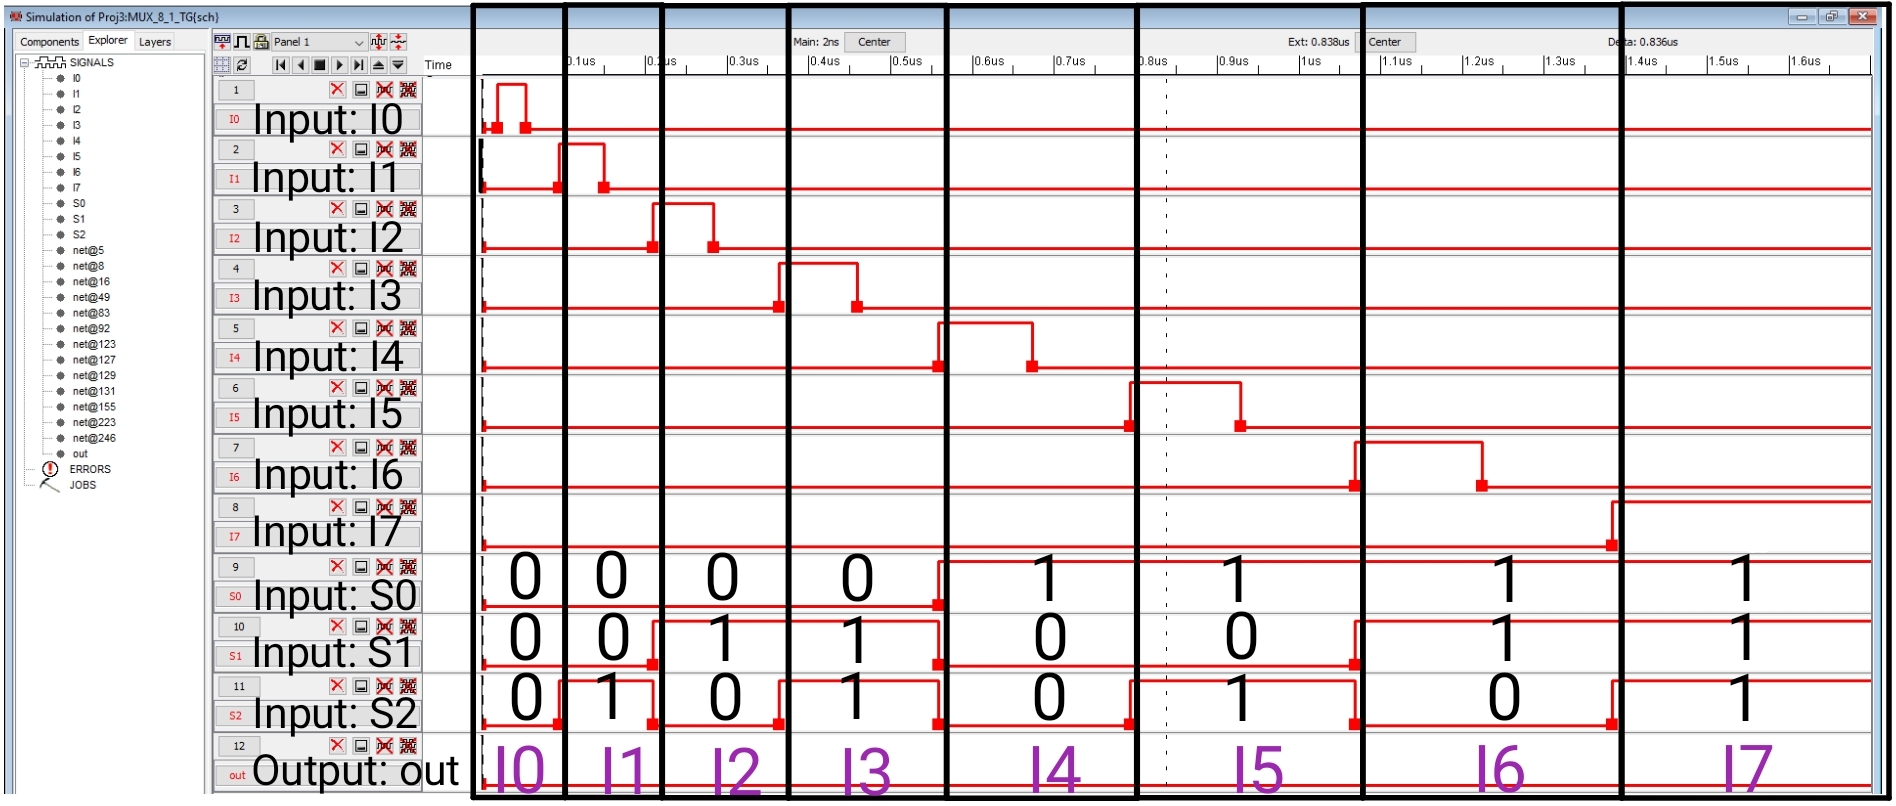 Simulation of Proj3:MUX_8_1_TG{sch}
Components Explorer Layers
Panel 1
Main: 2ns Center Ext: 0.838us Center Delta: 0.836us
Time
0.1us 0.2us 0.3us 0.4us 0.5us 0.6us 0.7us 0.8us 0.9us 1us 1.1us 1.2us 1.3us 1.4us 1.5us 1.6us
SIGNALS
I0
I1
I2
I3
I4
I5
I6
I7
S0
S1
S2
net@5
net@8
net@16
net@49
net@83
net@92
net@123
net@127
net@129
net@131
net@155
net@223
net@246
out
ERRORS
JOBS
1
I0 Input: I0
2
I1 Input: I1
3
I2 Input: I2
4
I3 Input: I3
5
I4 Input: I4
6
I5 Input: I5
7
I6 Input: I6
8
I7 Input: I7
9
S0 Input: S0 0 0 0 0 1 1 1 1
10
S1 Input: S1 0 0 1 1 0 0 1 1
11
S2 Input: S2 0 1 0 1 0 1 0 1
12
out Output: out I0 I1 I2 I3 I4 I5 I6 I7